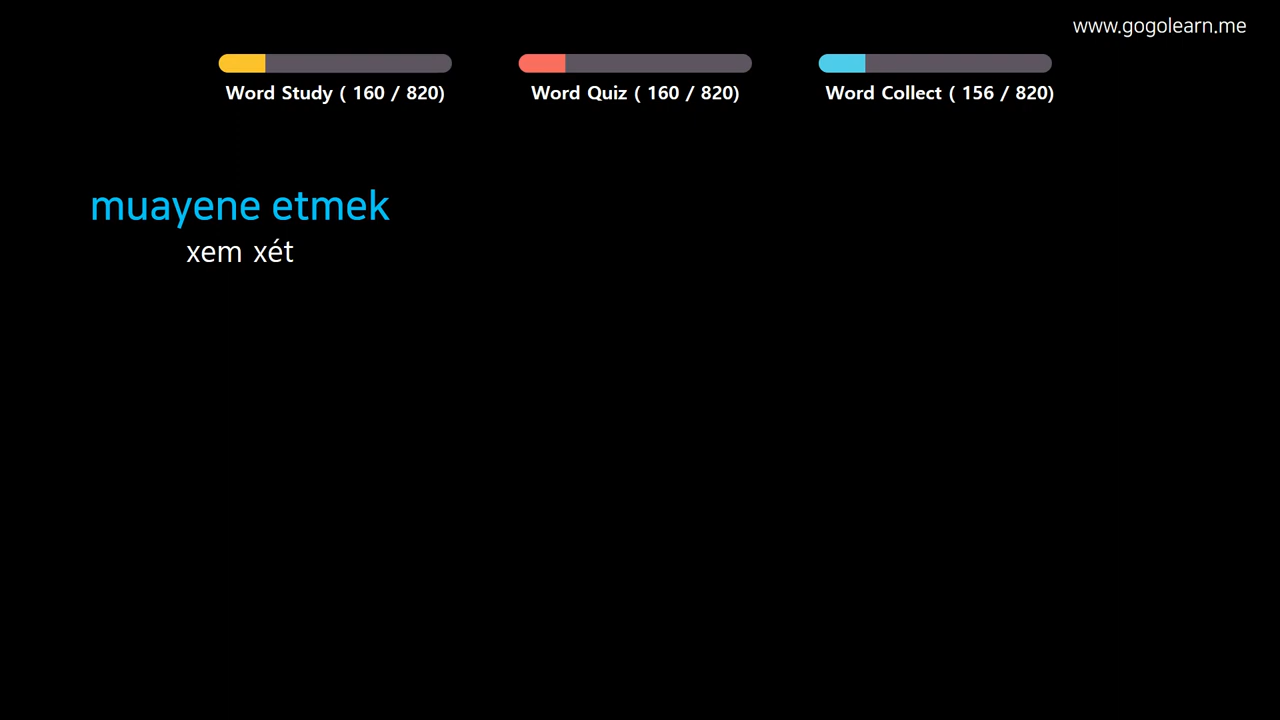 www.gogolearn.me
Word Study ( 160 / 820)
Word Quiz ( 160 / 820)
Word Collect ( 156 / 820)
muayene etmek
xem xét